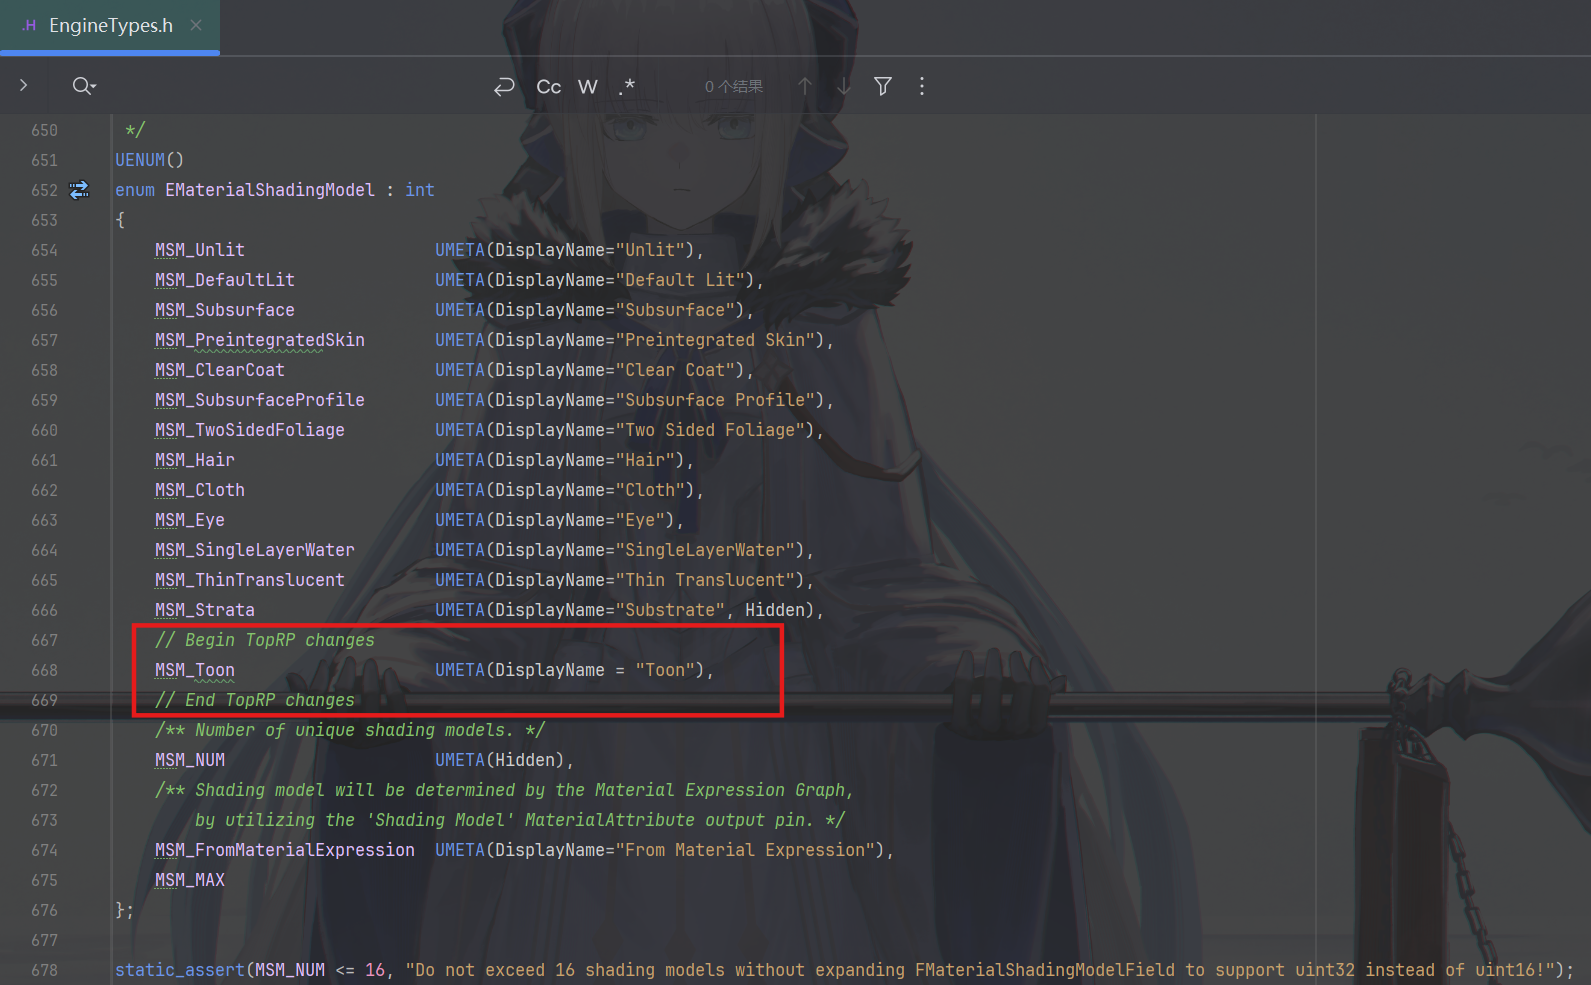 .H EngineTypes.h
Cc W .* 0 个结果
650 */
651 UENUM()
652 enum EMaterialShadingModel : int
653 {
654 MSM_Unlit UMETA(DisplayName="Unlit"),
655 MSM_DefaultLit UMETA(DisplayName="Default Lit"),
656 MSM_Subsurface UMETA(DisplayName="Subsurface"),
657 MSM_PreintegratedSkin UMETA(DisplayName="Preintegrated Skin"),
658 MSM_ClearCoat UMETA(DisplayName="Clear Coat"),
659 MSM_SubsurfaceProfile UMETA(DisplayName="Subsurface Profile"),
660 MSM_TwoSidedFoliage UMETA(DisplayName="Two Sided Foliage"),
661 MSM_Hair UMETA(DisplayName="Hair"),
662 MSM_Cloth UMETA(DisplayName="Cloth"),
663 MSM_Eye UMETA(DisplayName="Eye"),
664 MSM_SingleLayerWater UMETA(DisplayName="SingleLayerWater"),
665 MSM_ThinTranslucent UMETA(DisplayName="Thin Translucent"),
666 MSM_Strata UMETA(DisplayName="Substrate", Hidden),
667 // Begin TopRP changes
668 MSM_Toon UMETA(DisplayName = "Toon"),
669 // End TopRP changes
670 /** Number of unique shading models. */
671 MSM_NUM UMETA(Hidden),
672 /** Shading model will be determined by the Material Expression Graph,
673 by utilizing the 'Shading Model' MaterialAttribute output pin. */
674 MSM_FromMaterialExpression UMETA(DisplayName="From Material Expression"),
675 MSM_MAX
676 };
677
678 static_assert(MSM_NUM <= 16, "Do not exceed 16 shading models without expanding FMaterialShadingModelField to support uint32 instead of uint16!");